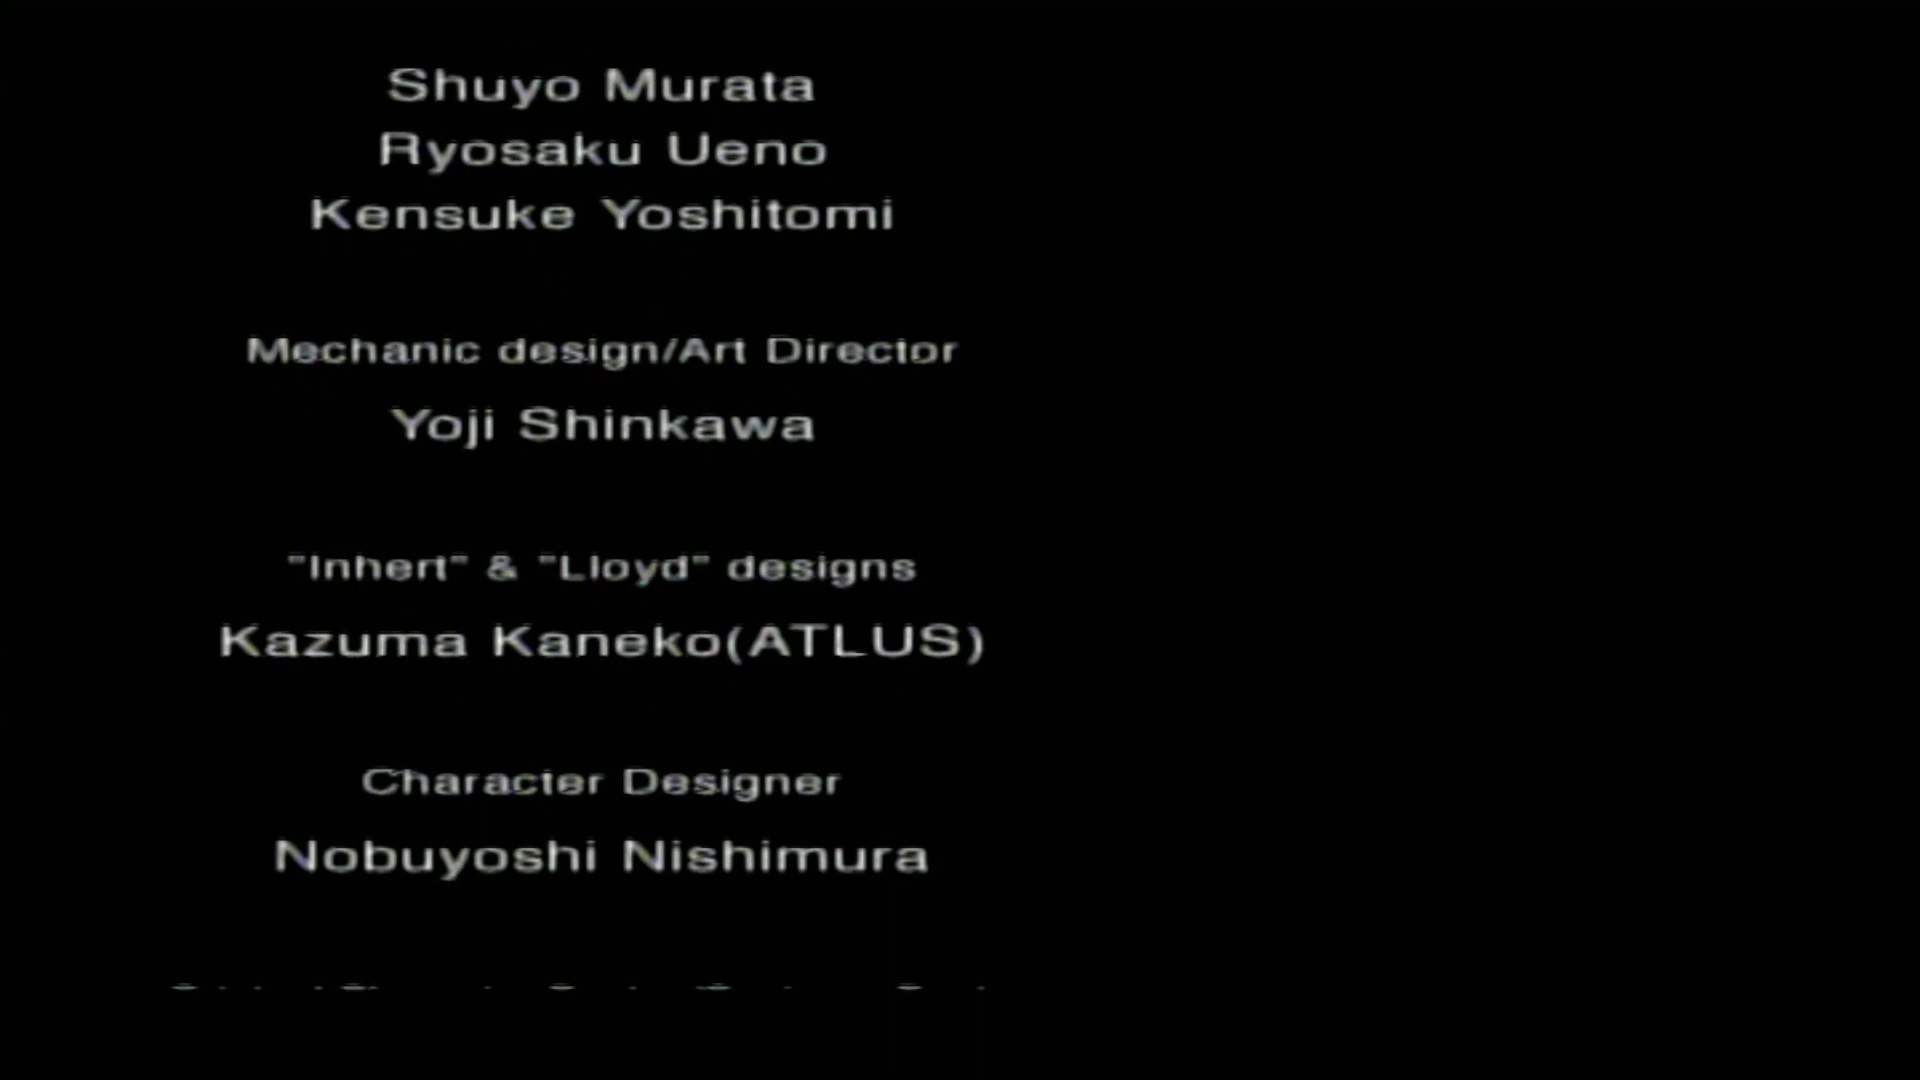 Shuyo Murata
Ryosaku Ueno
Kensuke Yoshitomi
Mechanic design/Art Director
Yoji Shinkawa
"Inhert" & "Lloyd" designs
Kazuma Kaneko(ATLUS)
Character Designer
Nobuyoshi Nishimura